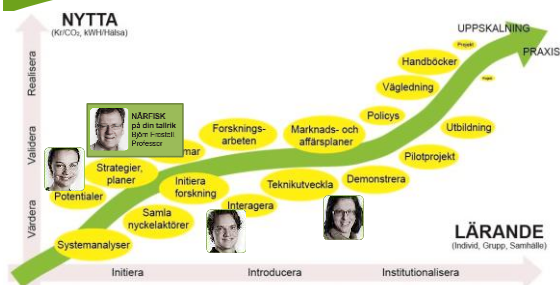 NYTTA
(Kr/CO₂, kWH/Hälsa)
UPPSKALNING
PRAXIS
Realisera
Validera
Värdera
Projekt
Handböcker
Vägledning
Policys
Utbildning
Pilotprojekt
Demonstrera
Marknads- och
affärsplaner
Forsknings-
arbeten
NÄRFISK
på din tallrik
Björn Frostell
Professor
mar
Strategier,
planer
Potentialer
Initiera
forskning
Teknikutveckla
Interagera
Samla
nyckelaktörer
Systemanalyser
LÄRANDE
(Individ, Grupp, Samhälle)
Initiera
Introducera
Institutionalisera